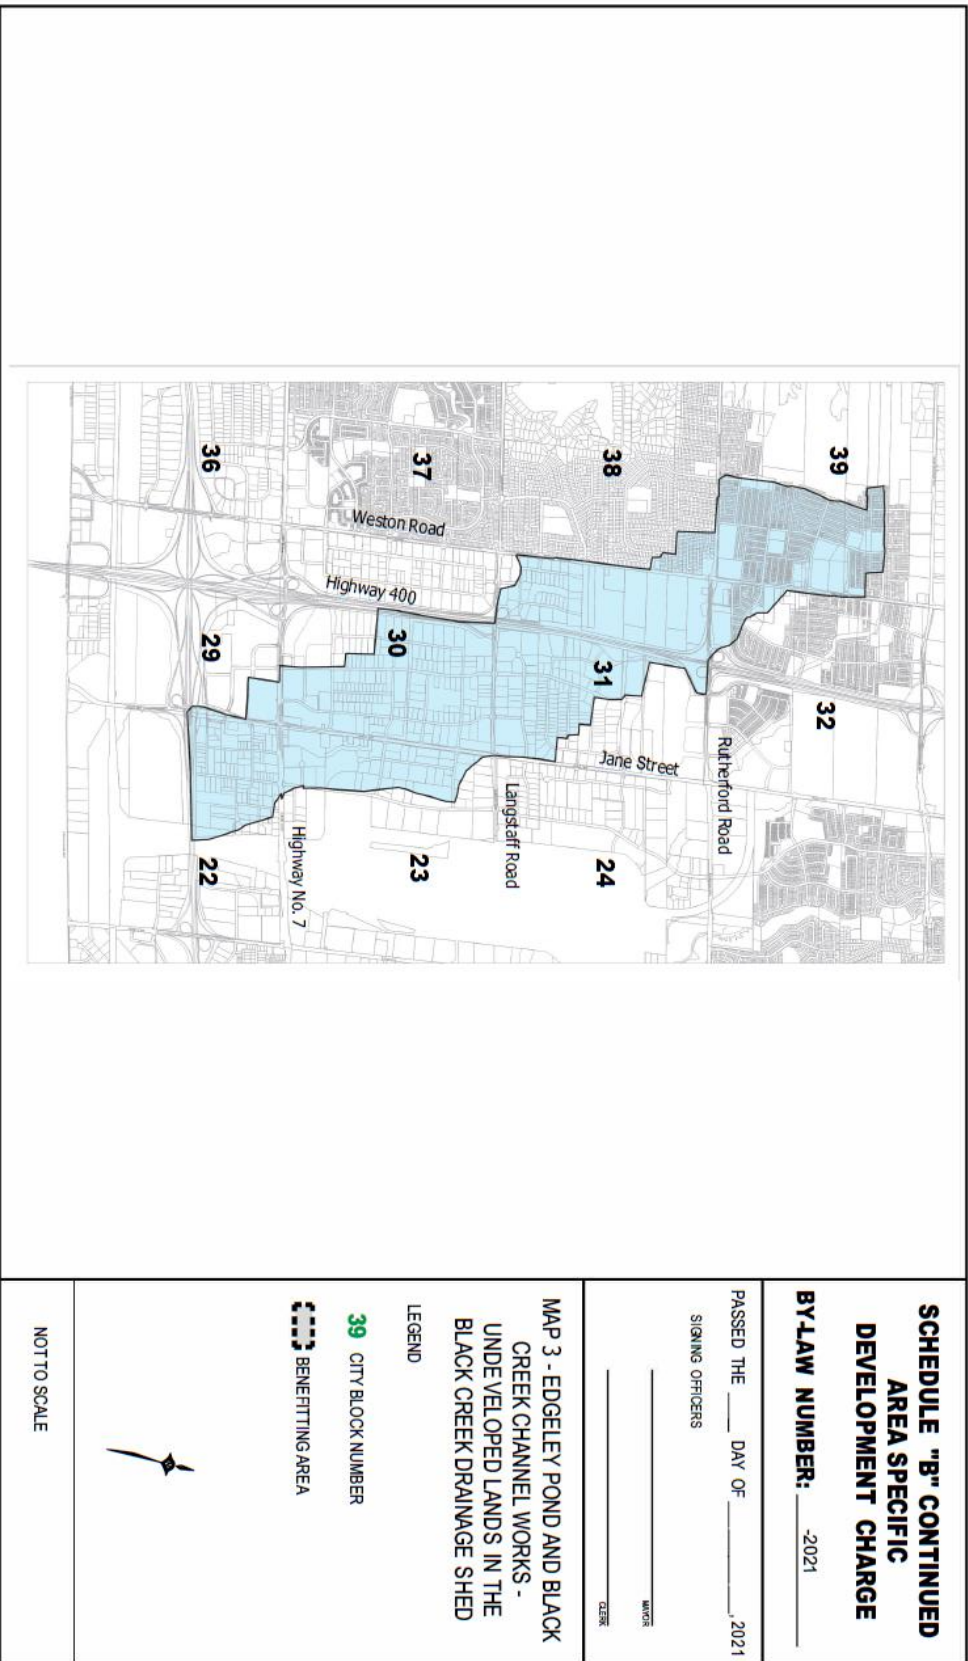 39
32
38
31
24
37
30
23
36
29
22
Weston Road
Highway 400
Jane Street
Rutherford Road
Langstaff Road
Highway No. 7
SCHEDULE "B" CONTINUED
AREA SPECIFIC
DEVELOPMENT CHARGE
BY-LAW NUMBER: ______ -2021
PASSED THE ____ DAY OF __________, 2021
SIGNING OFFICERS
MAYOR
CLERK
MAP 3 - EDGELEY POND AND BLACK
CREEK CHANNEL WORKS -
UNDEVELOPED LANDS IN THE
BLACK CREEK DRAINAGE SHED
LEGEND
39 CITY BLOCK NUMBER
BENEFITTING AREA
NOT TO SCALE